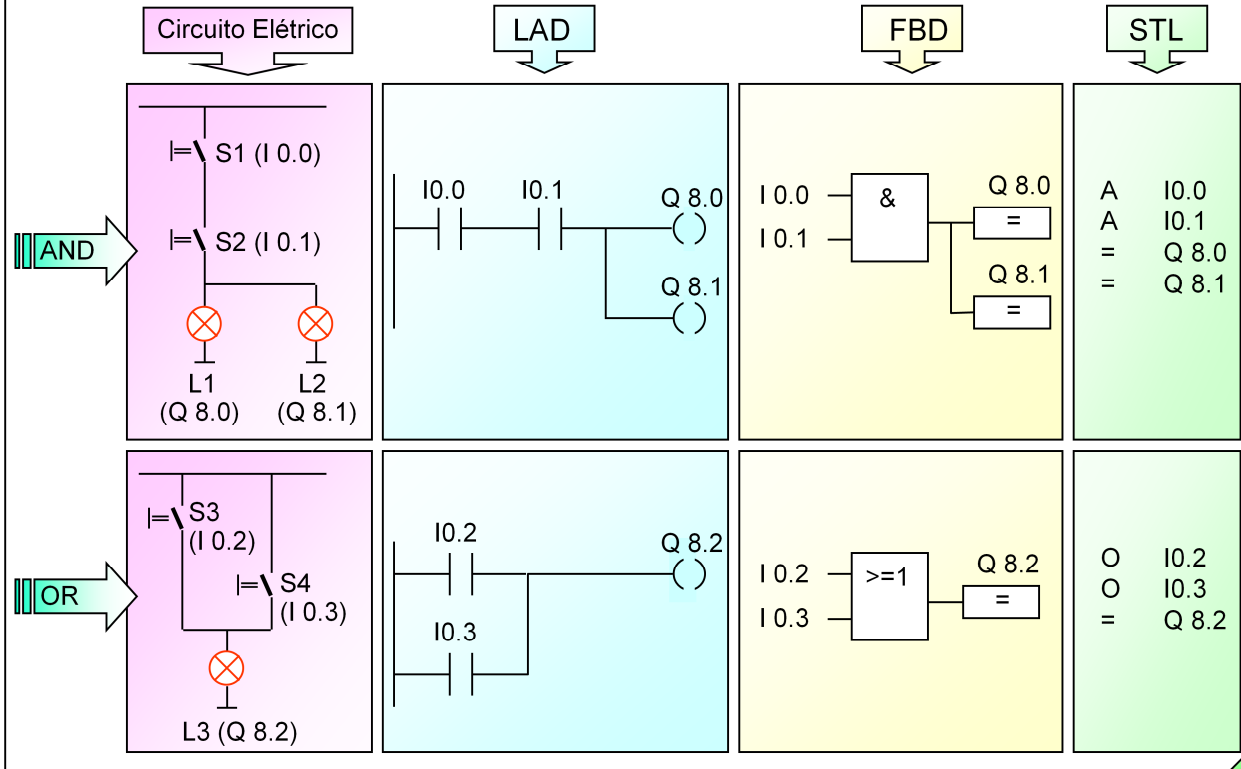 Circuito Elétrico
LAD
FBD
STL
AND
S1 (I 0.0)
S2 (I 0.1)
L1
(Q 8.0)
L2
(Q 8.1)
I0.0
I0.1
Q 8.0
Q 8.1
I 0.0
I 0.1
&
Q 8.0
=
Q 8.1
=
A I0.0
A I0.1
= Q 8.0
= Q 8.1
OR
S3
(I 0.2)
S4
(I 0.3)
L3 (Q 8.2)
I0.2
I0.3
Q 8.2
I 0.2
I 0.3
>=1
Q 8.2
=
O I0.2
O I0.3
= Q 8.2